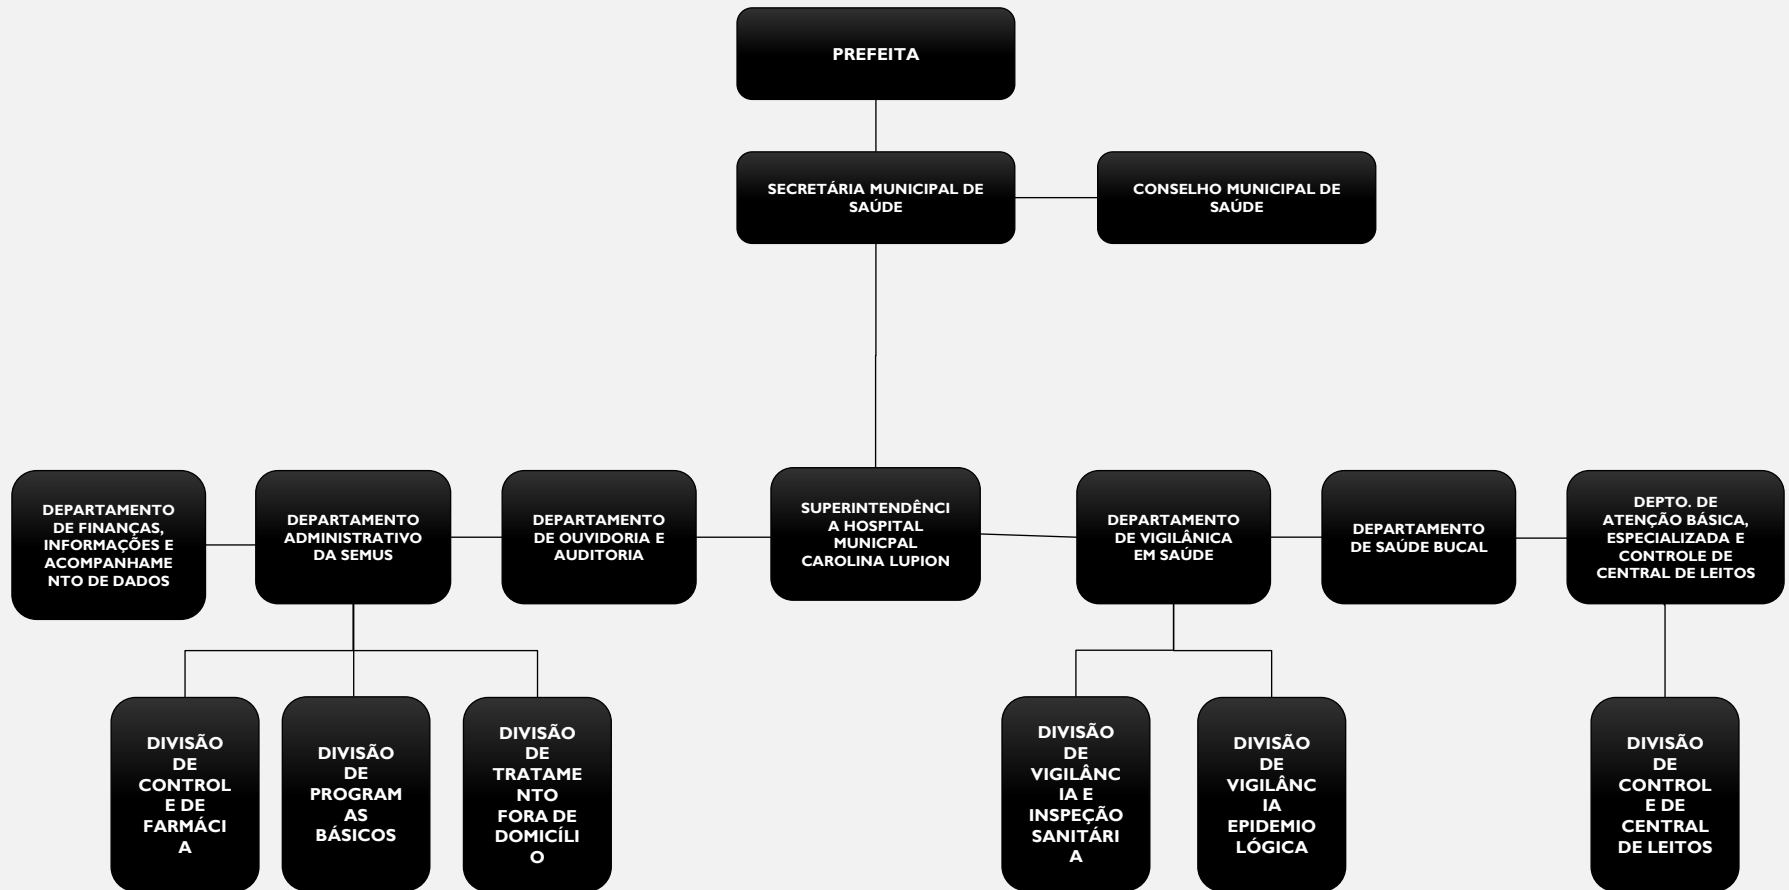 PREFEITA
SECRETÁRIA MUNICIPAL DE
SAÚDE
CONSELHO MUNICIPAL DE
SAÚDE
DEPARTAMENTO
DE FINANÇAS,
INFORMAÇÕES E
ACOMPANHAME
NTO DE DADOS
DEPARTAMENTO
ADMINISTRATIVO
DA SEMUS
DEPARTAMENTO
DE OUVIDORIA E
AUDITORIA
SUPERINTENDÊNCI
A HOSPITAL
MUNICPAL
CAROLINA LUPION
DEPARTAMENTO
DE VIGILÂNICA
EM SAÚDE
DEPARTAMENTO
DE SAÚDE BUCAL
DEPTO. DE
ATENÇÃO BÁSICA,
ESPECIALIZADA E
CONTROLE DE
CENTRAL DE LEITOS
DIVISÃO
DE
CONTROL
E DE
FARMÁCI
A
DIVISÃO
DE
PROGRAM
AS
BÁSICOS
DIVISÃO
DE
TRATAME
NTO
FORA DE
DOMICÍLI
O
DIVISÃO
DE
VIGILÂNC
IA E
INSPEÇÃO
SANITÁRI
A
DIVISÃO
DE
VIGILÂNC
IA
EPIDEMIO
LÓGICA
DIVISÃO
DE
CONTROL
E DE
CENTRAL
DE LEITOS